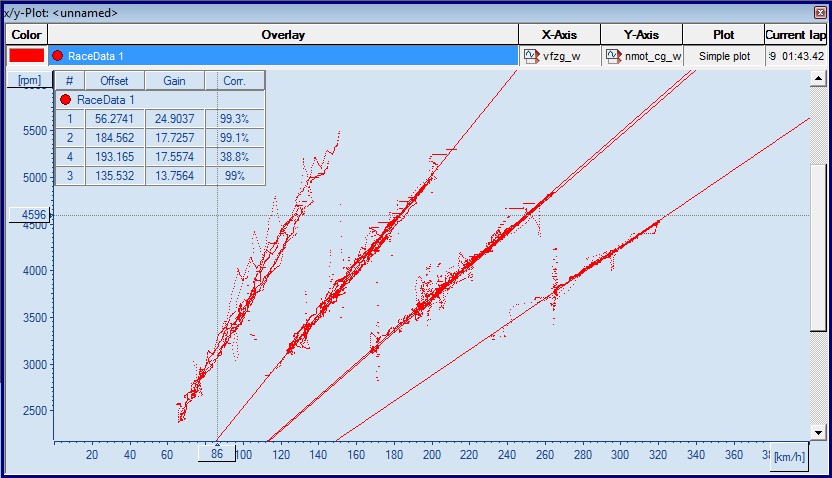 x/y-Plot: <unnamed>
Color Overlay X-Axis Y-Axis Plot Current lap
RaceData 1 vfzg_w nmot_cg_w Simple plot 9 01:43.42
[rpm] # Offset Gain Corr.
RaceData 1
1 56.2741 24.9037 99.3%
2 184.562 17.7257 99.1%
4 193.165 17.5574 38.8%
3 135.532 13.7564 99%
5500
5000
4596
4500
4000
3500
3000
2500
20 40 60 86 100 120 140 160 180 200 220 240 260 280 300 320 340 360 [km/h]